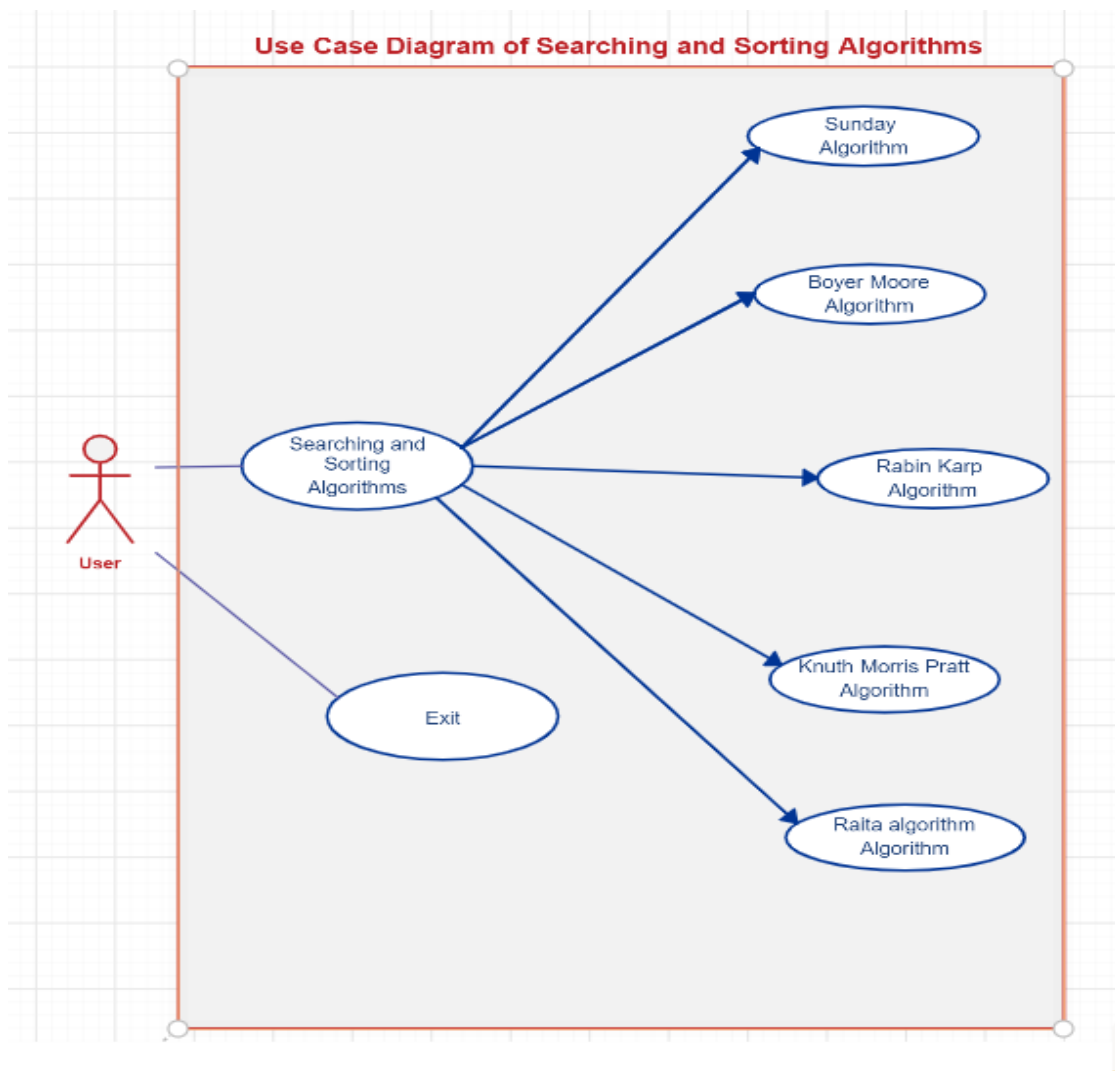 Use Case Diagram of Searching and Sorting Algorithms
Sunday
Algorithm
Boyer Moore
Algorithm
Searching and
Sorting
Algorithms
Rabin Karp
Algorithm
User
Knuth Morris Pratt
Algorithm
Exit
Raita algorithm
Algorithm